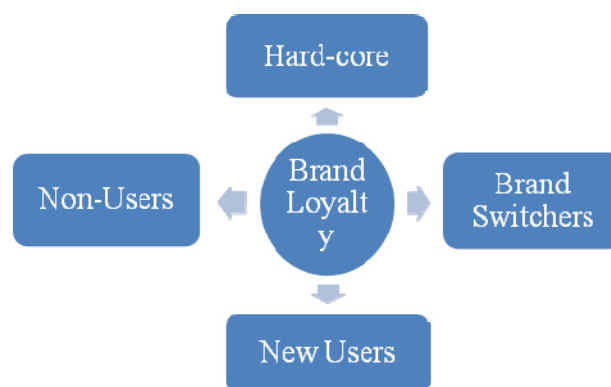 Hard-core
Non-Users
Brand
Loyalt
y
Brand
Switchers
New Users